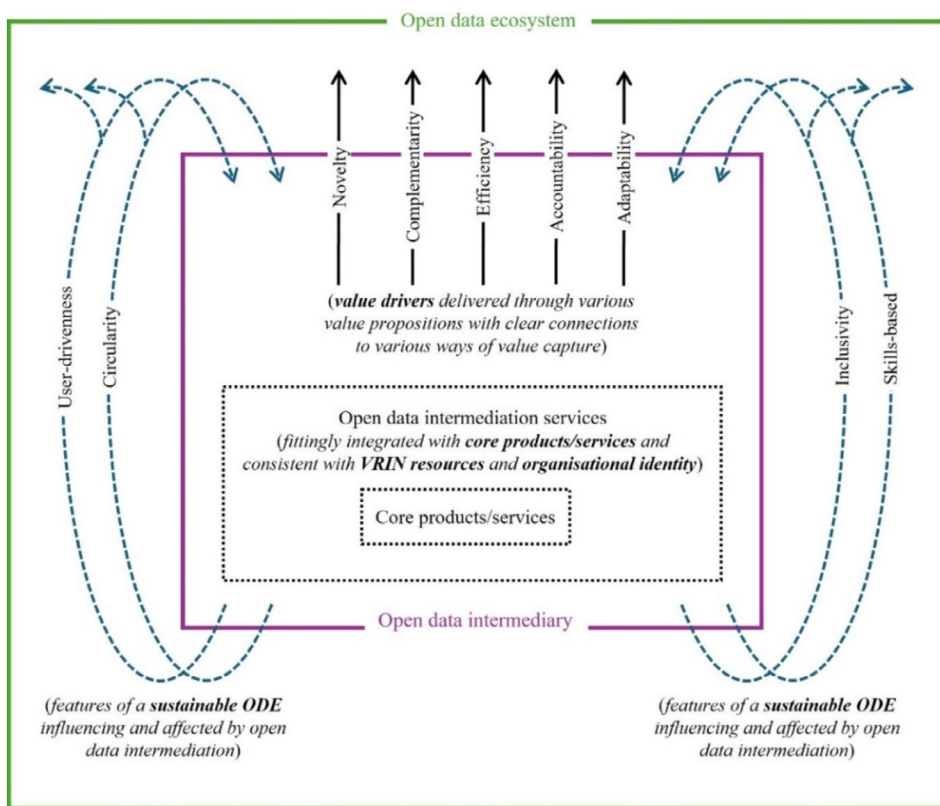 Open data ecosystem
Novelty
Complementarity
Efficiency
Accountability
Adaptability
(value drivers delivered through various
value propositions with clear connections
to various ways of value capture)
User-drivenness
Circularity
Inclusivity
Skills-based
Open data intermediation services
(fittingly integrated with core products/services and
consistent with VRIN resources and organisational identity)
Core products/services
Open data intermediary
(features of a sustainable ODE
influencing and affected by open
data intermediation)
(features of a sustainable ODE
influencing and affected by open
data intermediation)